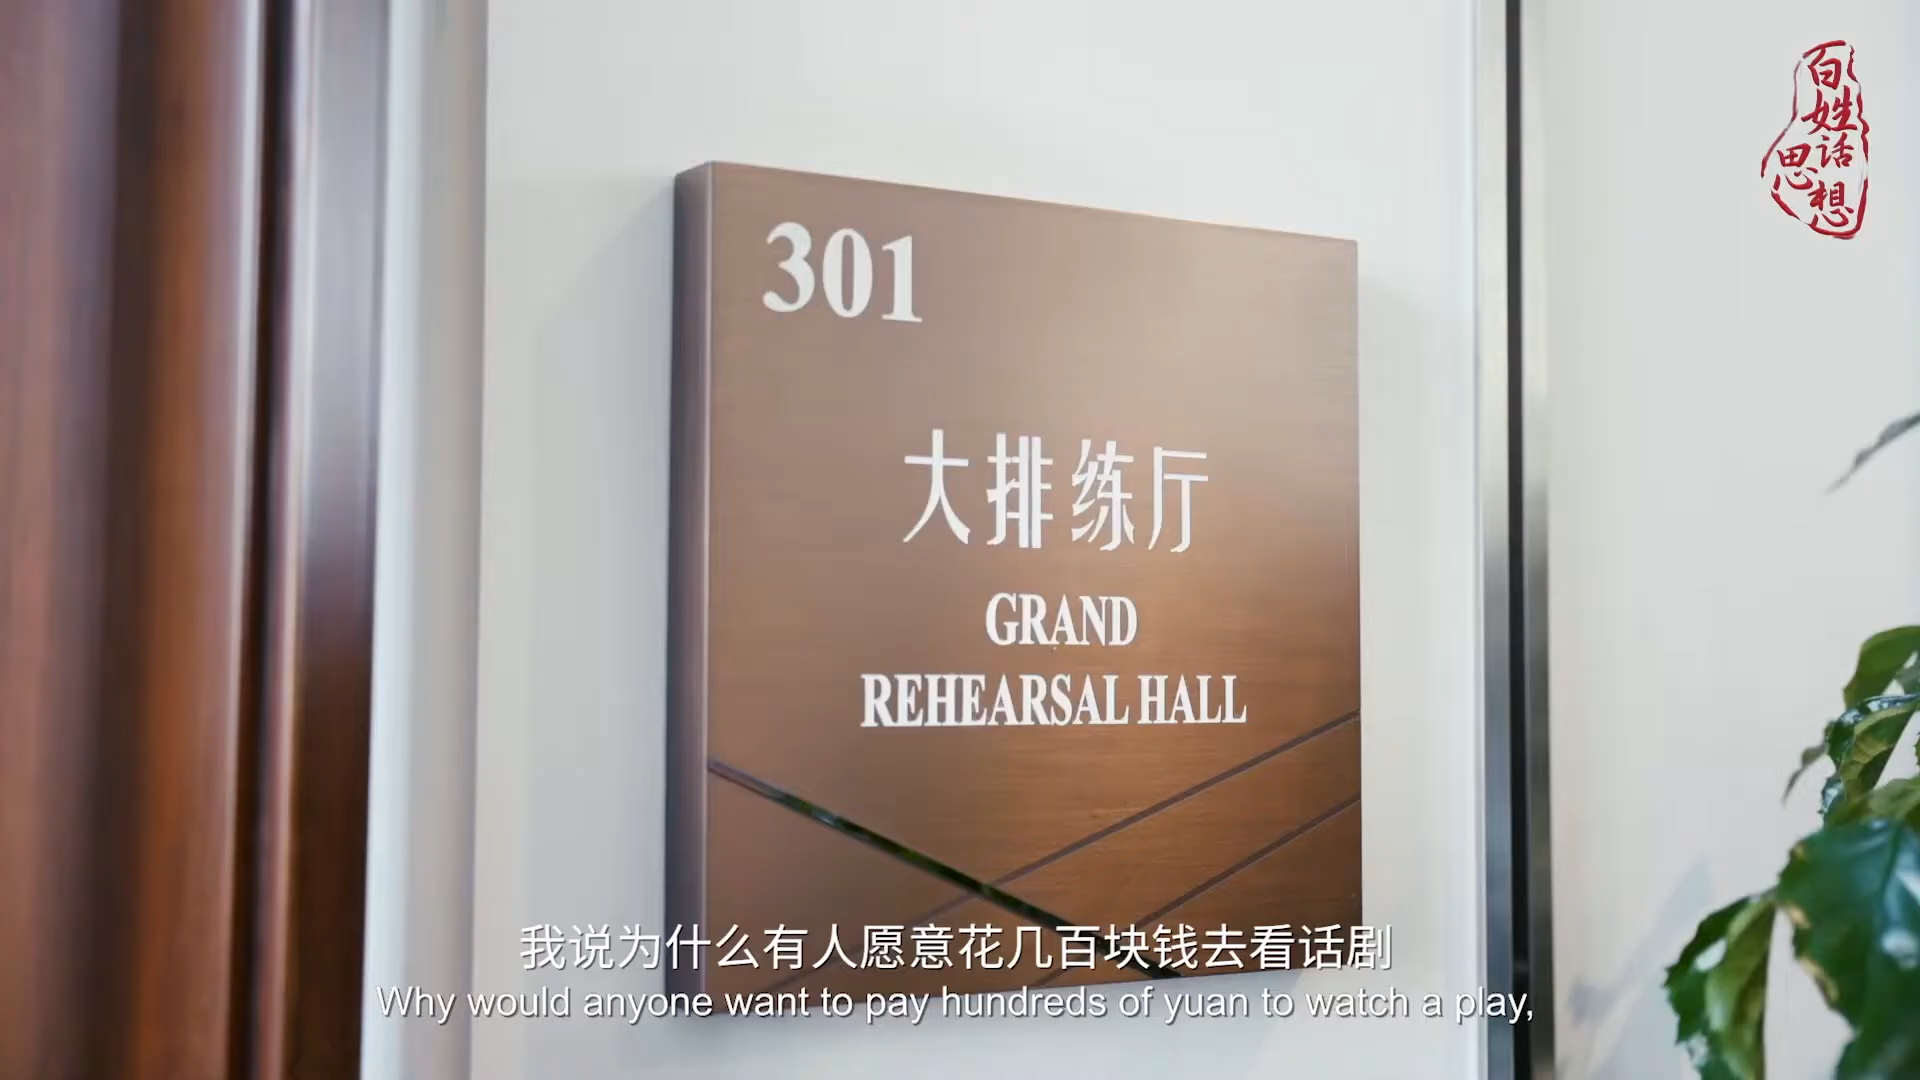 百姓话思想
301
大排练厅
GRAND
REHEARSAL HALL
我说为什么有人愿意花几百块钱去看话剧
Why would anyone want to pay hundreds of yuan to watch a play,